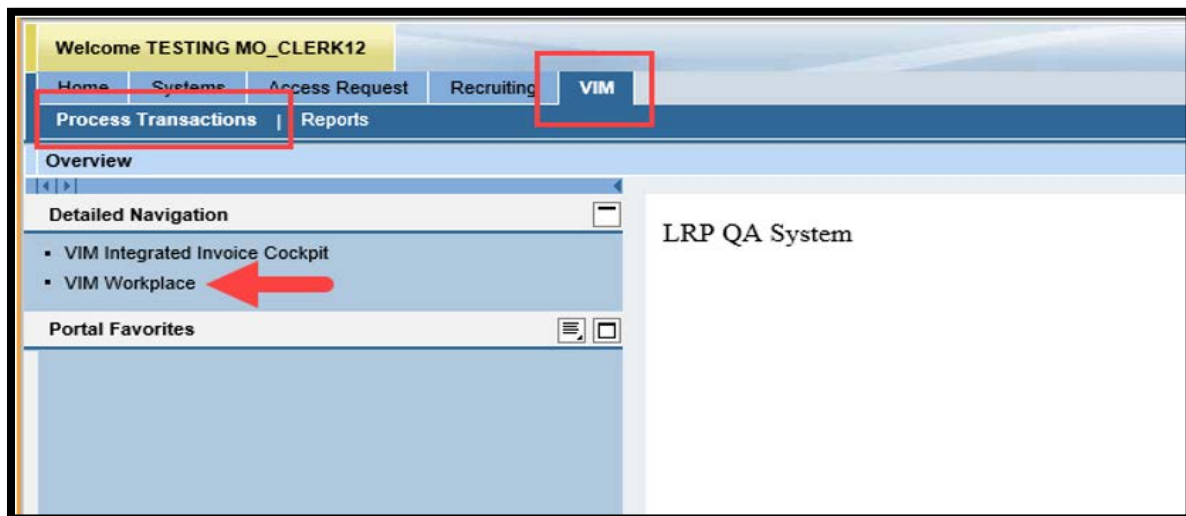 Welcome TESTING MO_CLERK12
Home Systems Access Request Recruiting VIM
Process Transactions | Reports
Overview
Detailed Navigation
VIM Integrated Invoice Cockpit
VIM Workplace
Portal Favorites
LRP QA System